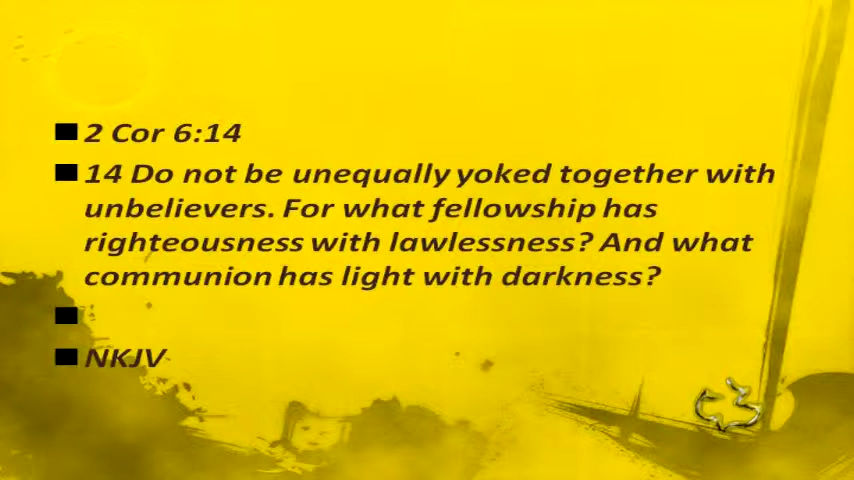 2 Cor 6:14
14 Do not be unequally yoked together with
unbelievers. For what fellowship has
righteousness with lawlessness? And what
communion has light with darkness?
NKJV